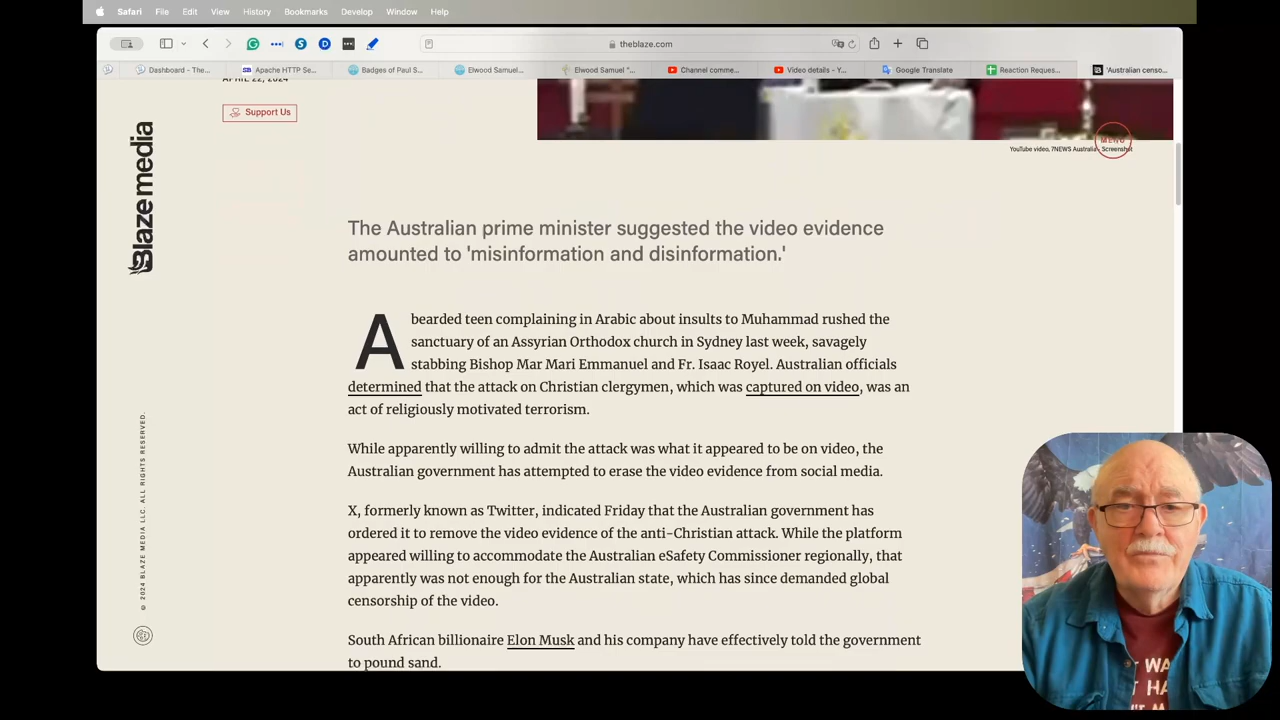 Safari File Edit View History Bookmarks Develop Window Help
theblaze.com
Dashboard - The...
SB Apache HTTP Se...
Badges of Paul S...
Elwood Samuel...
Elwood Samuel "...
Channel comme...
Video details - Y...
Google Translate
Reaction Reques...
'Australian censo...
APRIL 22, 2024
Support Us
Blaze media
© 2024 BLAZE MEDIA LLC. ALL RIGHTS RESERVED.
MENU
YouTube video, 7NEWS Australia - Screenshot
The Australian prime minister suggested the video evidence
amounted to 'misinformation and disinformation.'
A bearded teen complaining in Arabic about insults to Muhammad rushed the
sanctuary of an Assyrian Orthodox church in Sydney last week, savagely
stabbing Bishop Mar Mari Emmanuel and Fr. Isaac Royel. Australian officials
determined that the attack on Christian clergymen, which was captured on video, was an
act of religiously motivated terrorism.
While apparently willing to admit the attack was what it appeared to be on video, the
Australian government has attempted to erase the video evidence from social media.
X, formerly known as Twitter, indicated Friday that the Australian government has
ordered it to remove the video evidence of the anti-Christian attack. While the platform
appeared willing to accommodate the Australian eSafety Commissioner regionally, that
apparently was not enough for the Australian state, which has since demanded global
censorship of the video.
South African billionaire Elon Musk and his company have effectively told the government
to pound sand.